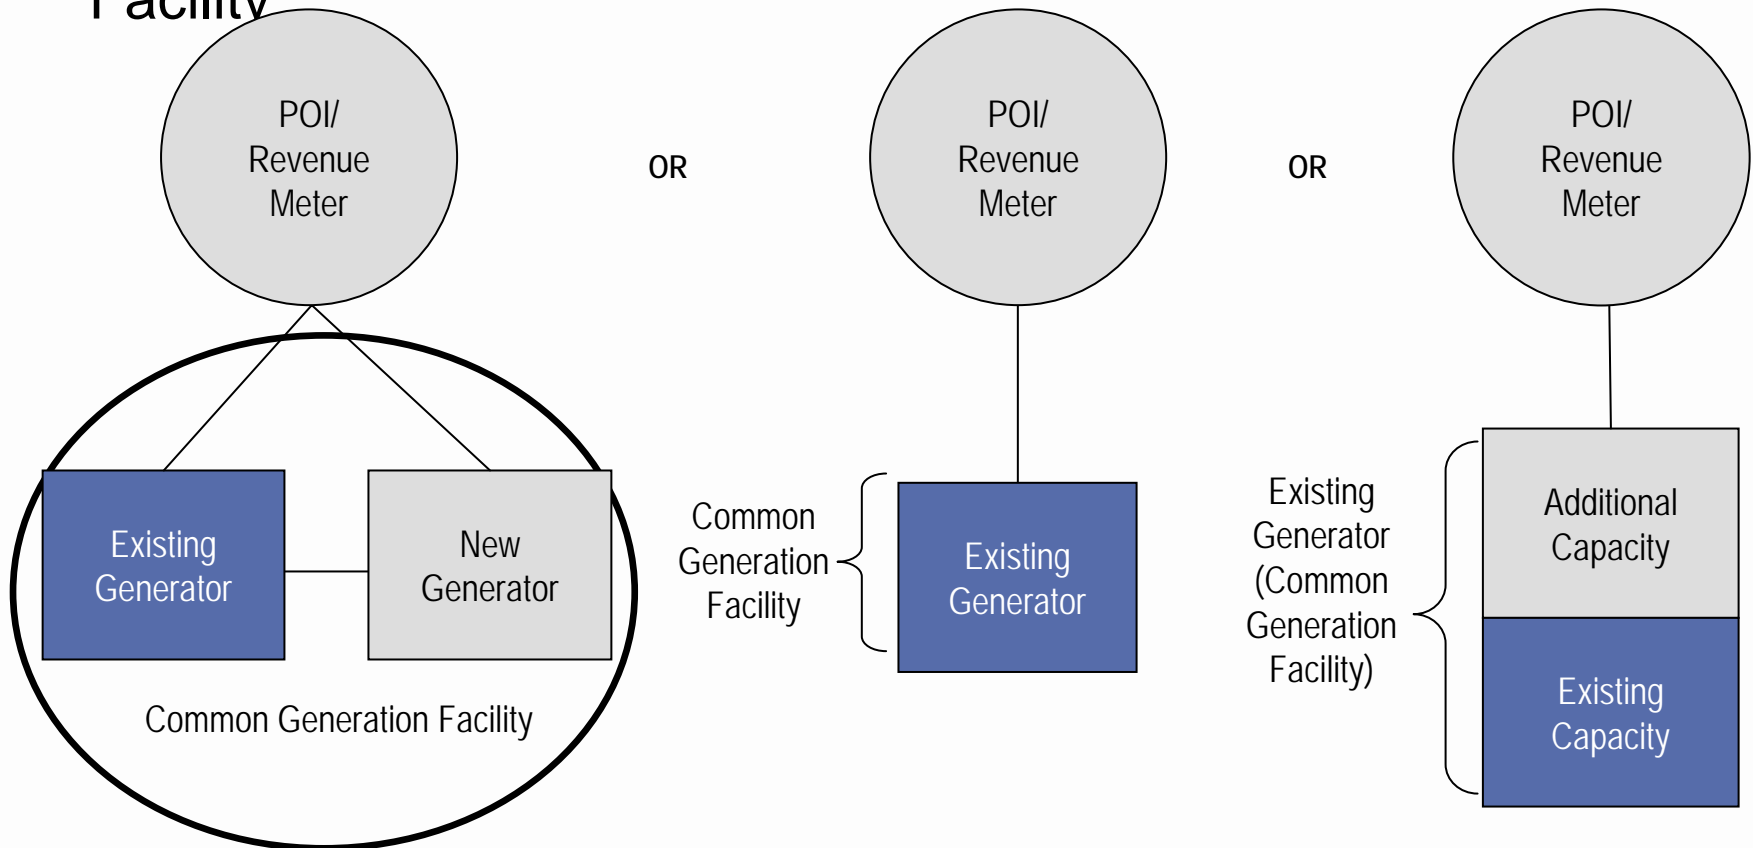 Facility
POI/
Revenue
Meter
OR
POI/
Revenue
Meter
OR
POI/
Revenue
Meter
Existing
Generator
New
Generator
Common Generation Facility
Common
Generation
Facility
Existing
Generator
Existing
Generator
(Common
Generation
Facility)
Additional
Capacity
Existing
Capacity